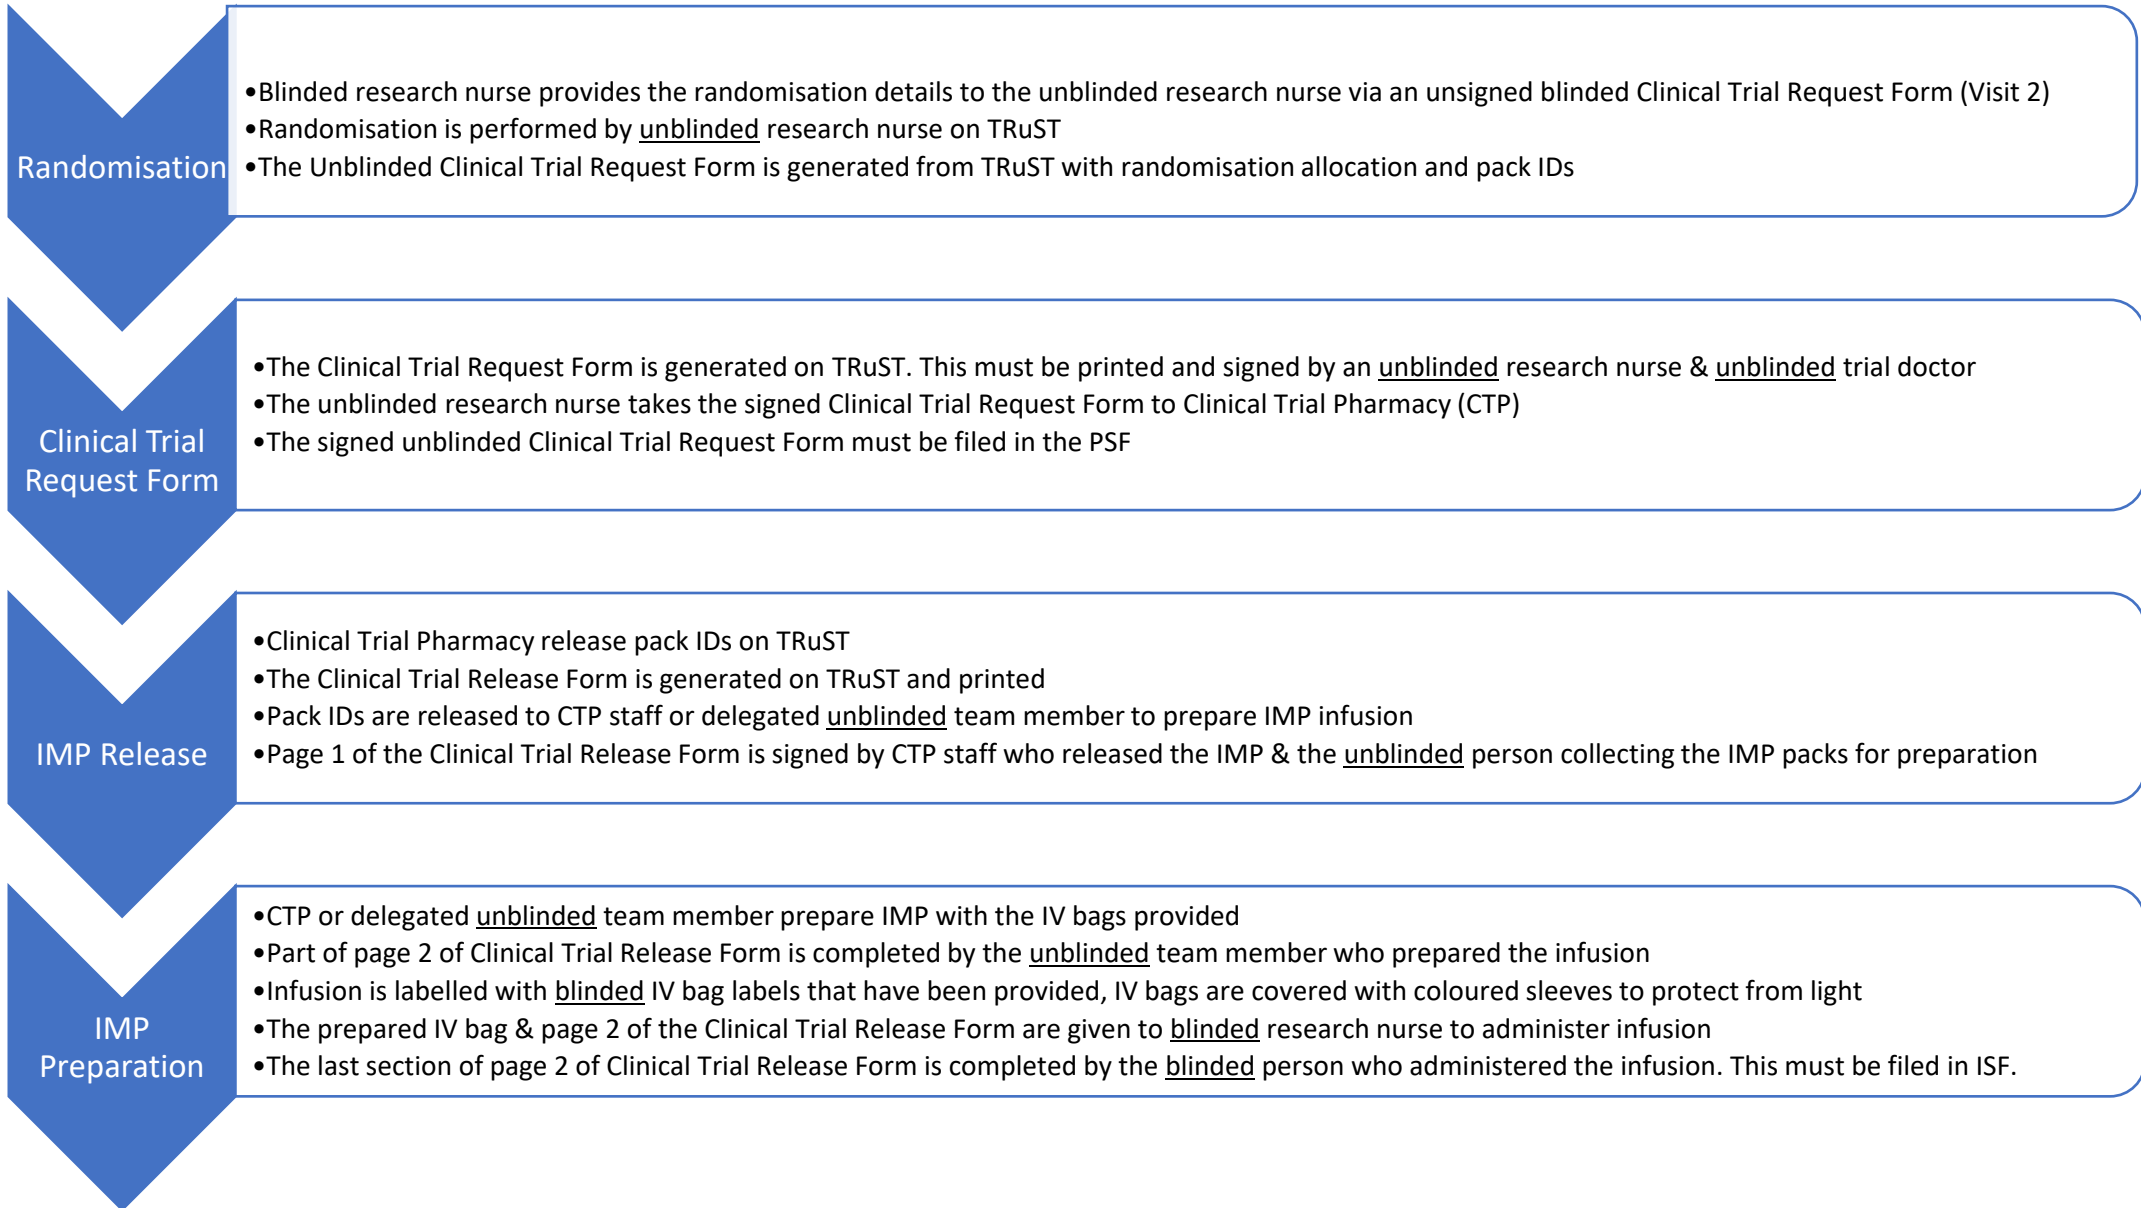 Randomisation
•Blinded research nurse provides the randomisation details to the unblinded research nurse via an unsigned blinded Clinical Trial Request Form (Visit 2)
•Randomisation is performed by unblinded research nurse on TRuST
•The Unblinded Clinical Trial Request Form is generated from TRuST with randomisation allocation and pack IDs
Clinical Trial
Request Form
•The Clinical Trial Request Form is generated on TRuST. This must be printed and signed by an unblinded research nurse & unblinded trial doctor
•The unblinded research nurse takes the signed Clinical Trial Request Form to Clinical Trial Pharmacy (CTP)
•The signed unblinded Clinical Trial Request Form must be filed in the PSF
IMP Release
•Clinical Trial Pharmacy release pack IDs on TRuST
•The Clinical Trial Release Form is generated on TRuST and printed
•Pack IDs are released to CTP staff or delegated unblinded team member to prepare IMP infusion
•Page 1 of the Clinical Trial Release Form is signed by CTP staff who released the IMP & the unblinded person collecting the IMP packs for preparation
IMP
Preparation
•CTP or delegated unblinded team member prepare IMP with the IV bags provided
•Part of page 2 of Clinical Trial Release Form is completed by the unblinded team member who prepared the infusion
•Infusion is labelled with blinded IV bag labels that have been provided, IV bags are covered with coloured sleeves to protect from light
•The prepared IV bag & page 2 of the Clinical Trial Release Form are given to blinded research nurse to administer infusion
•The last section of page 2 of Clinical Trial Release Form is completed by the blinded person who administered the infusion. This must be filed in ISF.